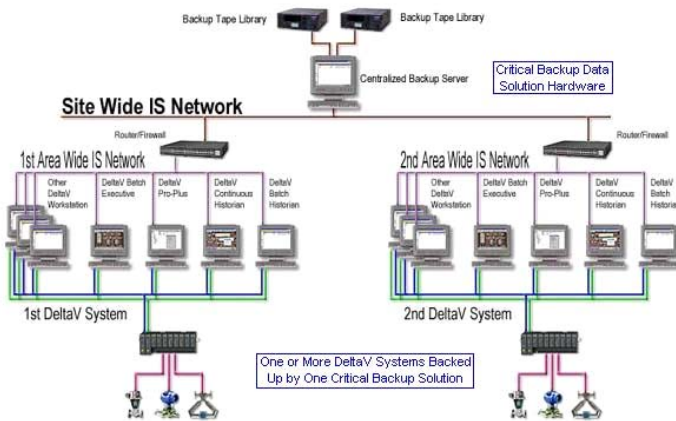 Backup Tape Library
Backup Tape Library
Centralized Backup Server
Critical Backup Data
Solution Hardware
Site Wide IS Network
Router/Firewall
Router/Firewall
1st Area Wide IS Network
Other
DeltaV
Workstation
DeltaV Batch
Executive
DeltaV
Pro-Plus
DeltaV
Continuous
Historian
DeltaV
Batch
Historian
2nd Area Wide IS Network
Other
DeltaV
Workstation
DeltaV Batch
Executive
DeltaV
Pro-Plus
DeltaV
Continuous
Historian
DeltaV
Batch
Historian
1st DeltaV System
2nd DeltaV System
One or More DeltaV Systems Backed
Up by One Critical Backup Solution